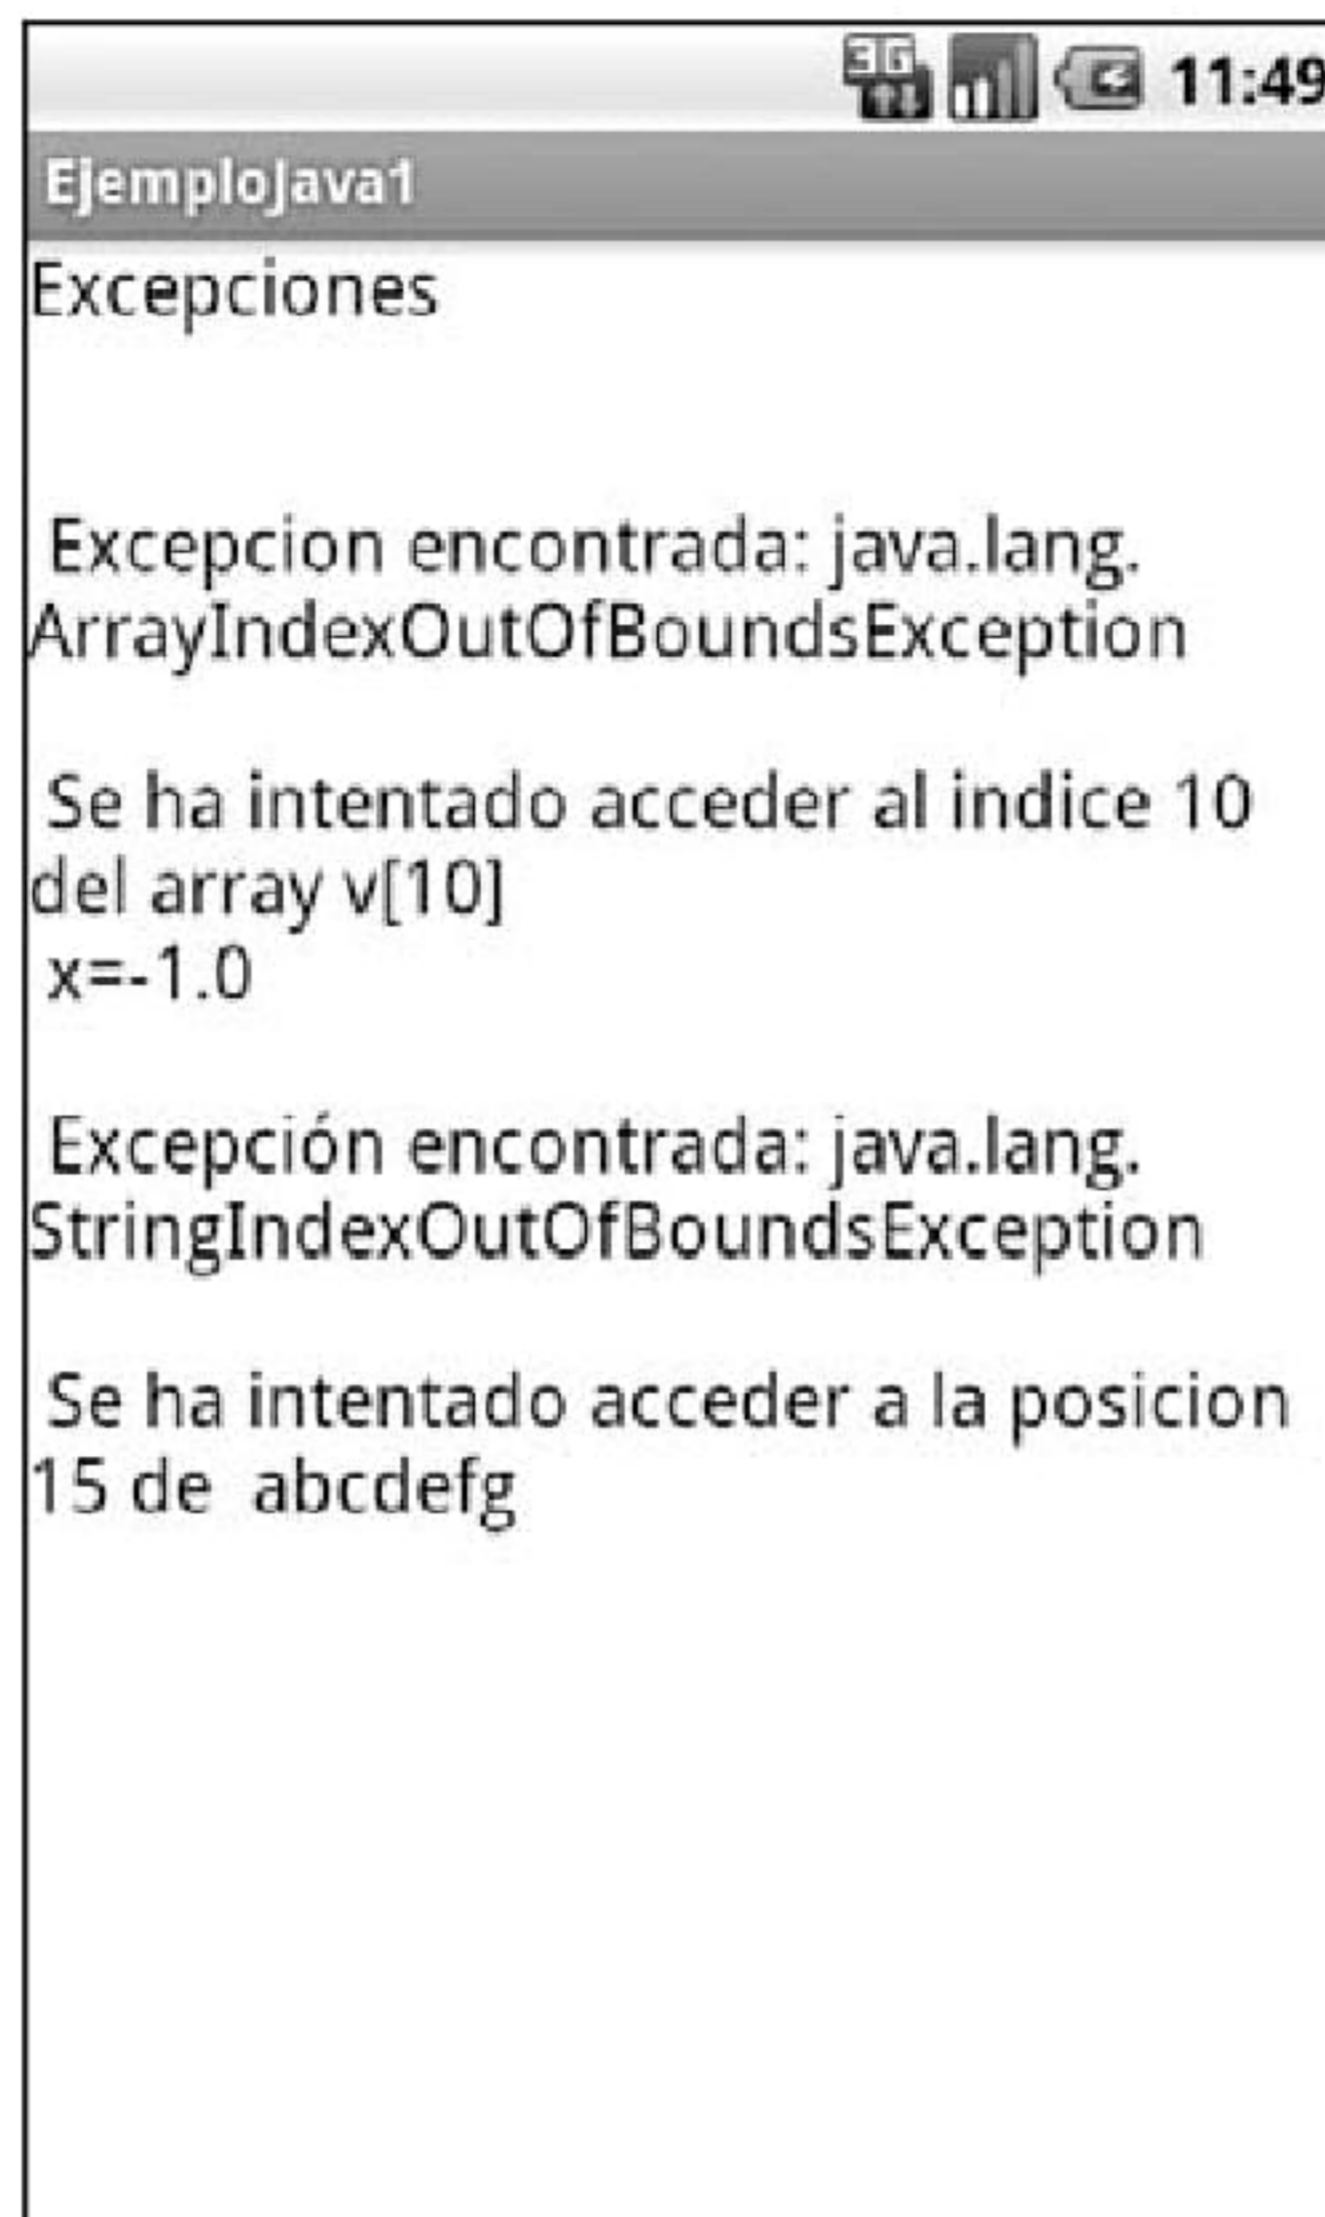 3G 11:49
EjemploJava1
Excepciones
Excepcion encontrada: java.lang.
ArrayIndexOutOfBoundsException
Se ha intentado acceder al indice 10
del array v[10]
x=-1.0
Excepción encontrada: java.lang.
StringIndexOutOfBoundsException
Se ha intentado acceder a la posicion
15 de  abcdefg